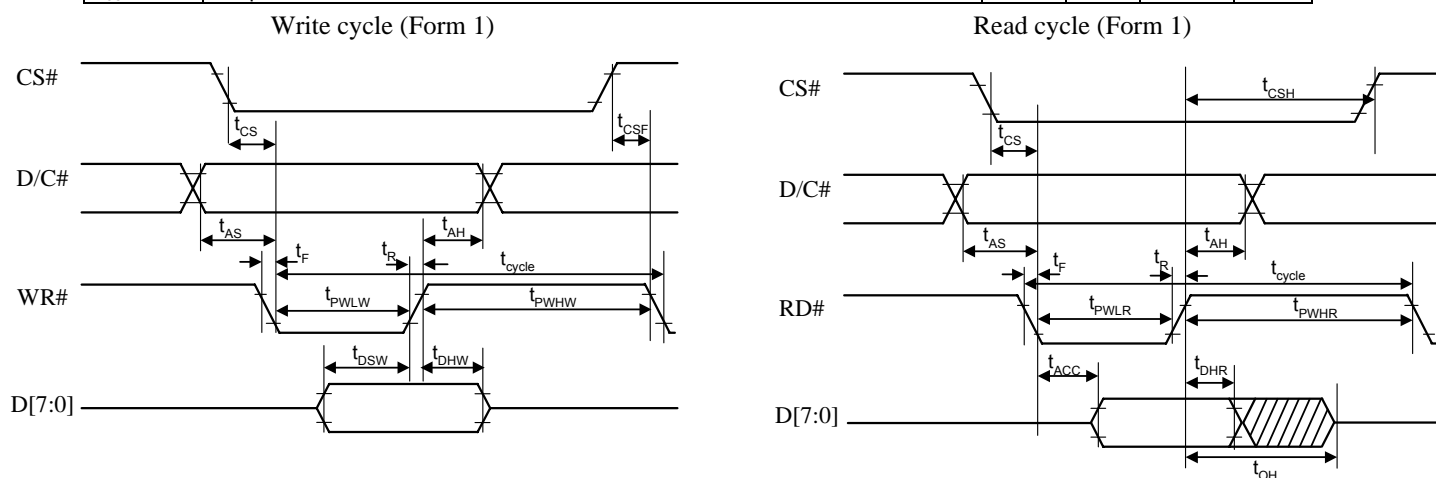 Write cycle (Form 1)
CS#
tCS
tCSF
D/C#
tAS
tAH
tF
tR
tcycle
WR#
tPWLW
tPWHW
tDSW
tDHW
D[7:0]
Read cycle (Form 1)
CS#
tCSH
tCS
D/C#
tAS
tAH
tF
tR
tcycle
RD#
tPWLR
tPWHR
tACC
tDHR
D[7:0]
tOH